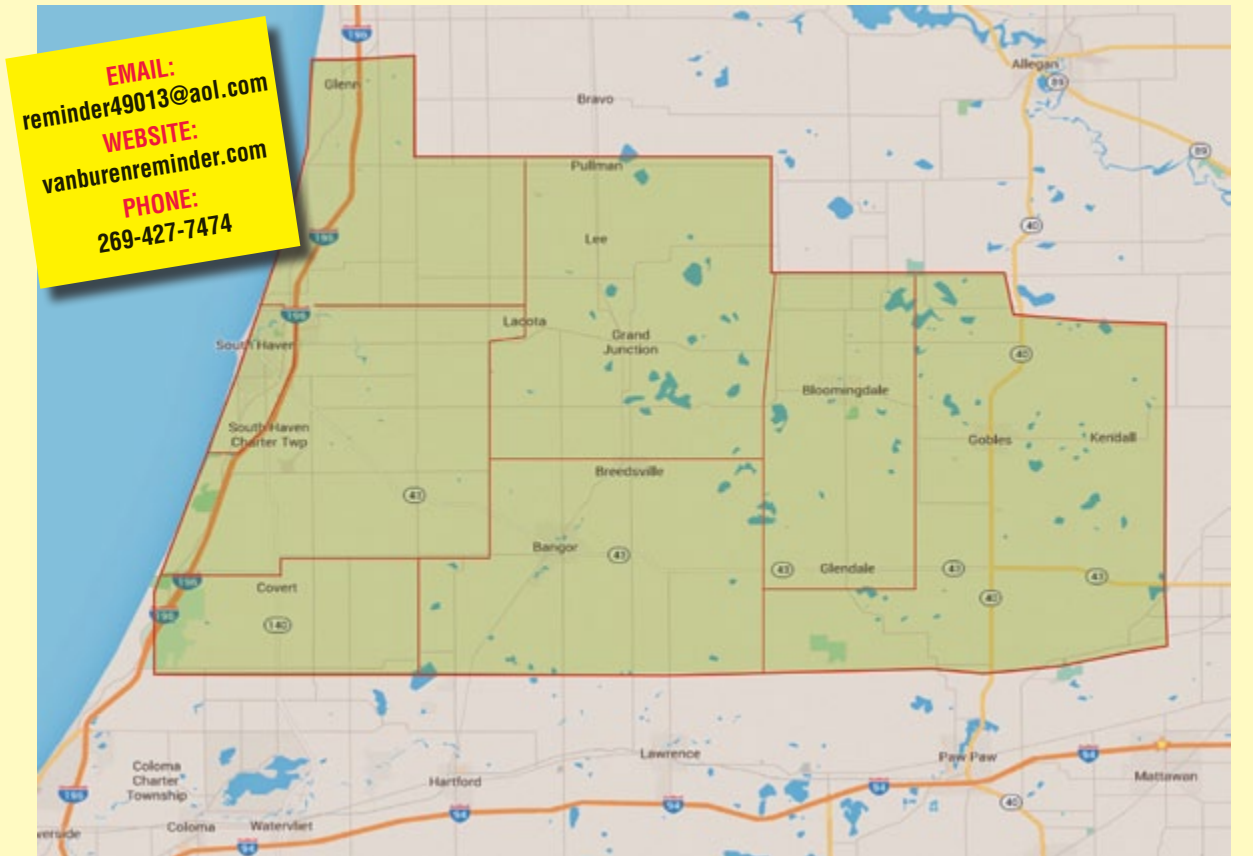 EMAIL:
reminder49013@aol.com
WEBSITE:
vanburenreminder.com
PHONE:
269-427-7474
196
Allegan
89
Glenn
Bravo
89
Pullman
40
196
Lee
196
Lacota
Grand
Junction
South Haven
40
Bloomingdale
South Haven
Charter Twp
Gobles
Kendall
Breedsville
43
Bangor
43
43
Glendale
43
43
196
Covert
40
196
140
Lawrence
Paw Paw
94
Coloma
Charter
Township
Hartford
Mattawan
196
94
94
94
40
verside
Coloma
Watervliet
94